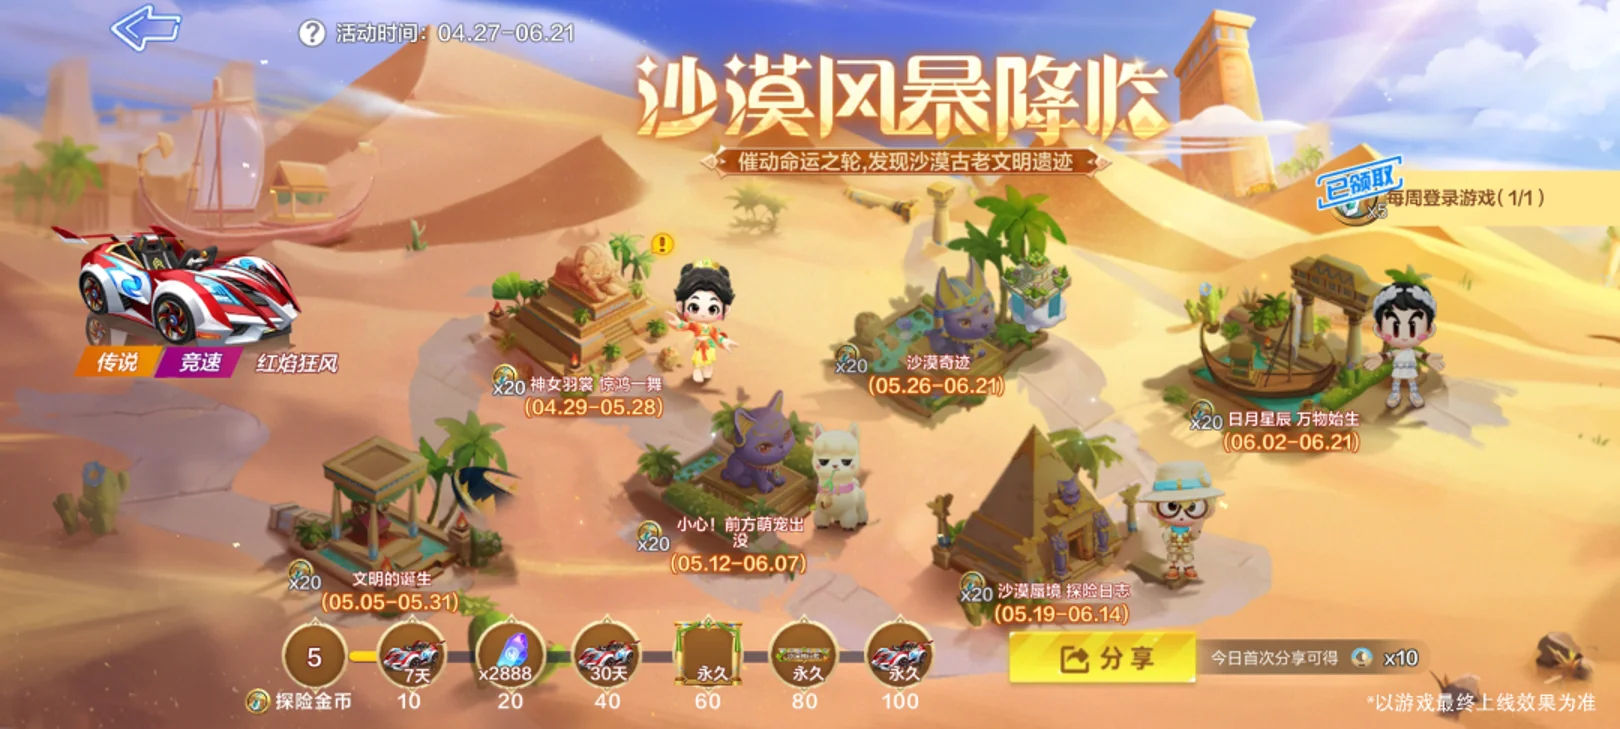 ? 活动时间：04.27-06.21
沙漠风暴降临
催动命运之轮,发现沙漠古老文明遗迹
已领取
x5
每周登录游戏(1/1)
传说 竞速 红焰狂风
x20 神女羽裳 惊鸿一舞
(04.29-05.28)
x20 沙漠奇迹
(05.26-06.21)
x20 日月星辰 万物始生
(06.02-06.21)
x20 文明的诞生
(05.05-05.31)
x20 小心！前方萌宠出
没
(05.12-06.07)
x20 沙漠蜃境 探险日志
(05.19-06.14)
5
7天
x2888
30天
永久
永久
永久
探险金币
10
20
40
60
80
100
分享
今日首次分享可得 x10
*以游戏最终上线效果为准